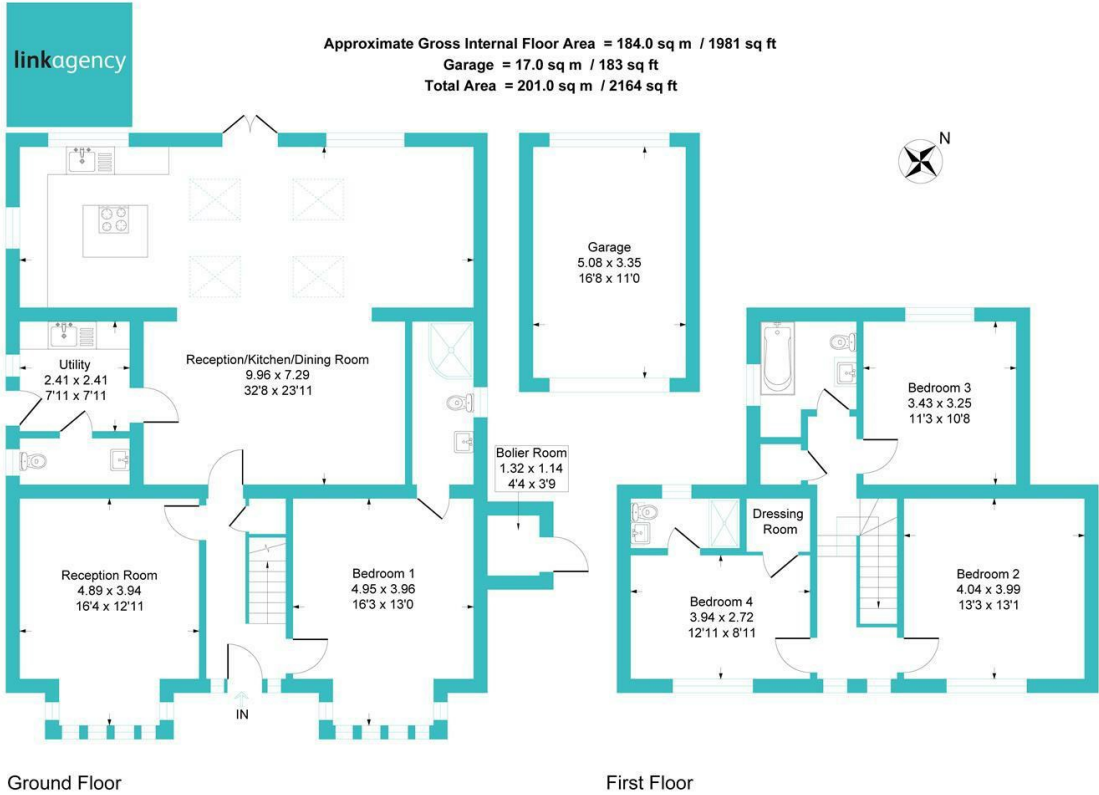 linkagency
Approximate Gross Internal Floor Area = 184.0 sq m / 1981 sq ft
Garage = 17.0 sq m / 183 sq ft
Total Area = 201.0 sq m / 2164 sq ft
N
Garage
5.08 x 3.35
16'8 x 11'0
Utility
2.41 x 2.41
7'11 x 7'11
Reception/Kitchen/Dining Room
9.96 x 7.29
32'8 x 23'11
Bedroom 3
3.43 x 3.25
11'3 x 10'8
Bolier Room
1.32 x 1.14
4'4 x 3'9
Dressing
Room
Reception Room
4.89 x 3.94
16'4 x 12'11
Bedroom 1
4.95 x 3.96
16'3 x 13'0
Bedroom 4
3.94 x 2.72
12'11 x 8'11
Bedroom 2
4.04 x 3.99
13'3 x 13'1
IN
Ground Floor
First Floor